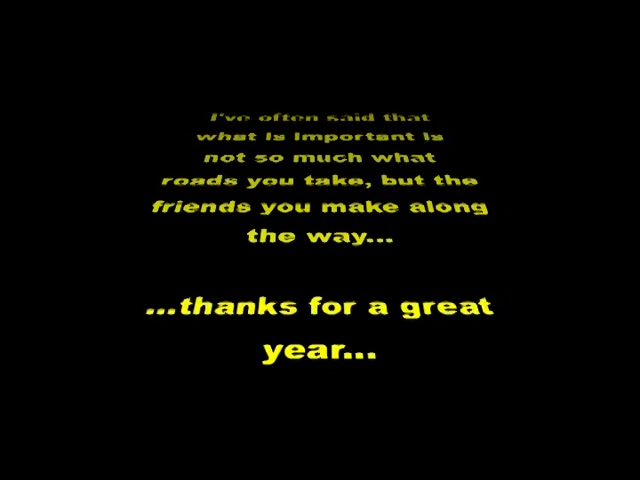 I've often said that
what is important is
not so much what
roads you take, but the
friends you make along
the way...
...thanks for a great
year...